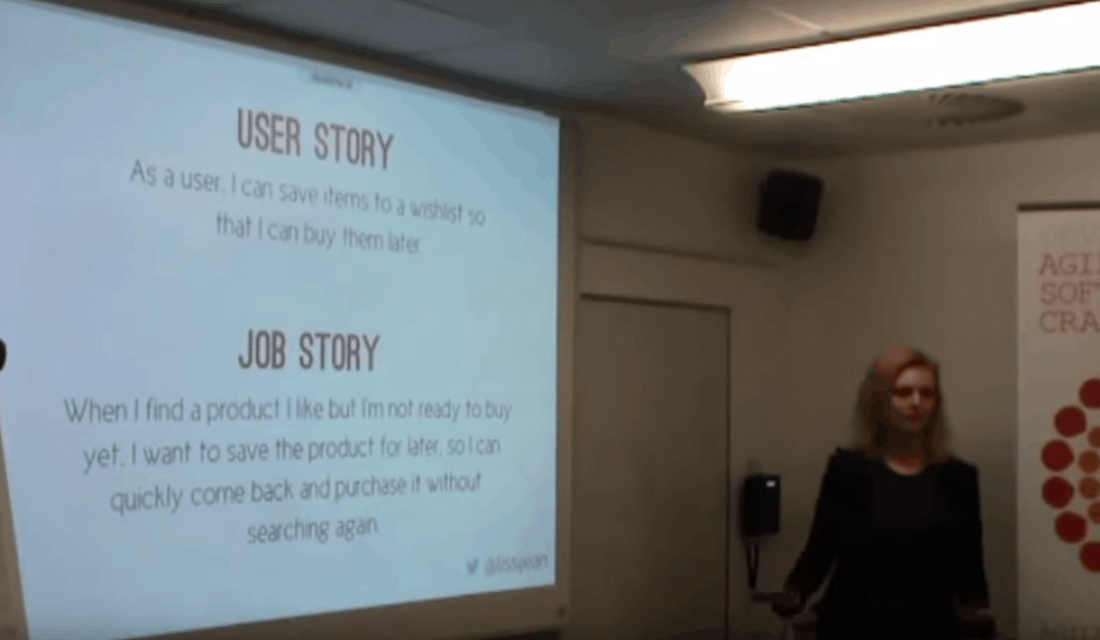 USER STORY
As a user, I can save items to a wishlist so
that I can buy them later.
JOB STORY
When I find a product I like but I'm not ready to buy
yet, I want to save the product for later, so I can
quickly come back and purchase it without
searching again.
@lissijean
AGIL
SOFT
CRA